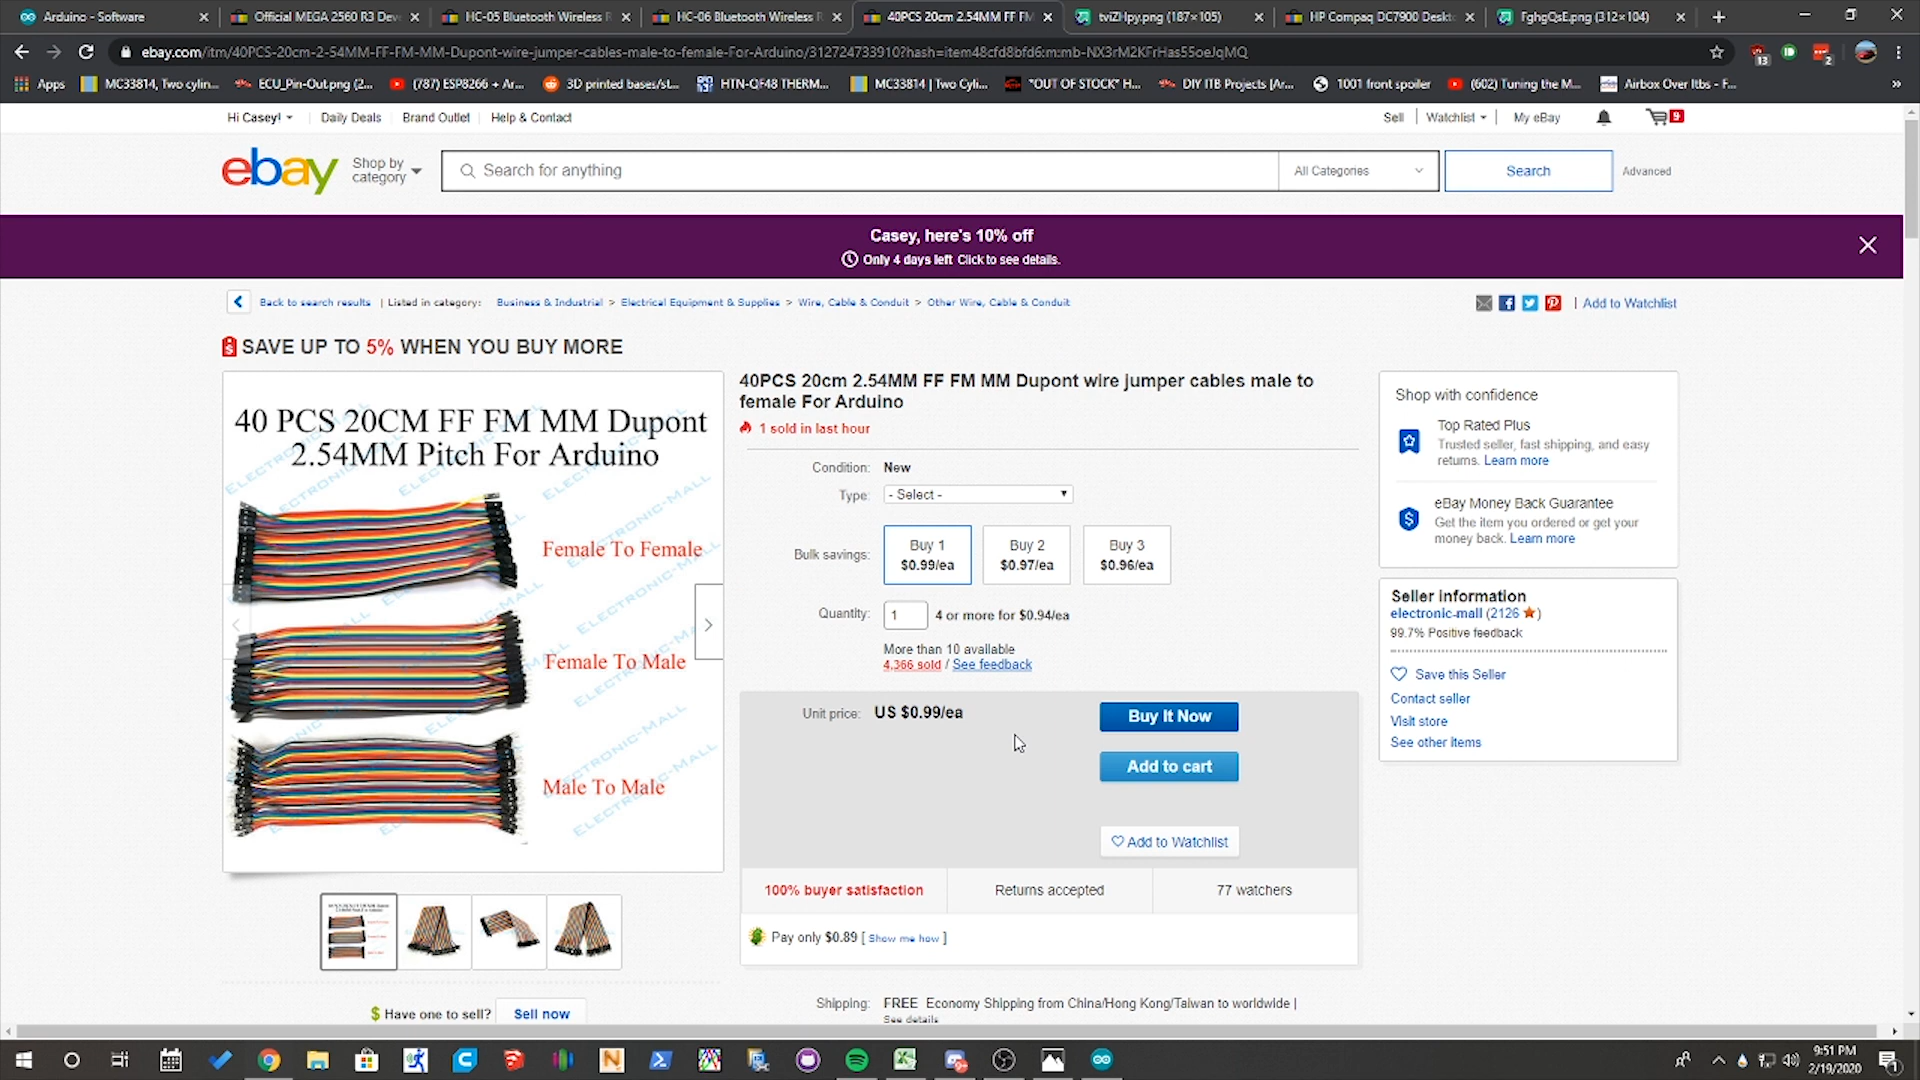 Arduino - Software
Official MEGA 2560 R3 Dev
HC-05 Bluetooth Wireless R
HC-06 Bluetooth Wireless R
40PCS 20cm 2.54MM FF FM
tviZHpy.png (187×105)
HP Compaq DC7900 Deskt
FghgQsE.png (312×104)
ebay.com/itm/40PCS-20cm-2-54MM-FF-FM-MM-Dupont-wire-jumper-cables-male-to-female-For-Arduino/312724733910?hash=item48cfd8bfd6:m:mb-NX3rM2KFrHas55oeJqMQ
13
2
Apps
MC33814, Two cylin...
ECU_Pin-Out.png (2...
(787) ESP8266 + Ar...
3D printed bases/sl...
HTN-QF48 THERM...
MC33814 | Two Cyli...
*OUT OF STOCK* H...
DIY ITB Projects [Ar...
1001 front spoiler
(602) Tuning the M...
Airbox Over Itbs - F...
»
Hi Casey!
Daily Deals
Brand Outlet
Help & Contact
Sell
Watchlist
My eBay
9
ebay
Shop by category
Search for anything
All Categories
Search
Advanced
Casey, here's 10% off
Only 4 days left Click to see details.
Back to search results | Listed in category: Business & Industrial > Electrical Equipment & Supplies > Wire, Cable & Conduit > Other Wire, Cable & Conduit
| Add to Watchlist
SAVE UP TO 5% WHEN YOU BUY MORE
40 PCS 20CM FF FM MM Dupont
2.54MM Pitch For Arduino
Female To Female
Female To Male
Male To Male
ELECTRONIC-MALL
40PCS 20cm 2.54MM FF FM MM Dupont wire jumper cables male to
female For Arduino
1 sold in last hour
Condition: New
Type: - Select -
Bulk savings:
Buy 1
$0.99/ea
Buy 2
$0.97/ea
Buy 3
$0.96/ea
Quantity: 1 4 or more for $0.94/ea
More than 10 available
4,366 sold / See feedback
Unit price: US $0.99/ea
Buy It Now
Add to cart
Add to Watchlist
100% buyer satisfaction
Returns accepted
77 watchers
Pay only $0.89 [ Show me how ]
Shipping: FREE Economy Shipping from China/Hong Kong/Taiwan to worldwide |
See details
Shop with confidence
Top Rated Plus
Trusted seller, fast shipping, and easy
returns. Learn more
eBay Money Back Guarantee
Get the item you ordered or get your
money back. Learn more
Seller information
electronic-mall (2126 )
99.7% Positive feedback
Save this Seller
Contact seller
Visit store
See other items
Have one to sell?
Sell now
9:51 PM
2/19/2020
1